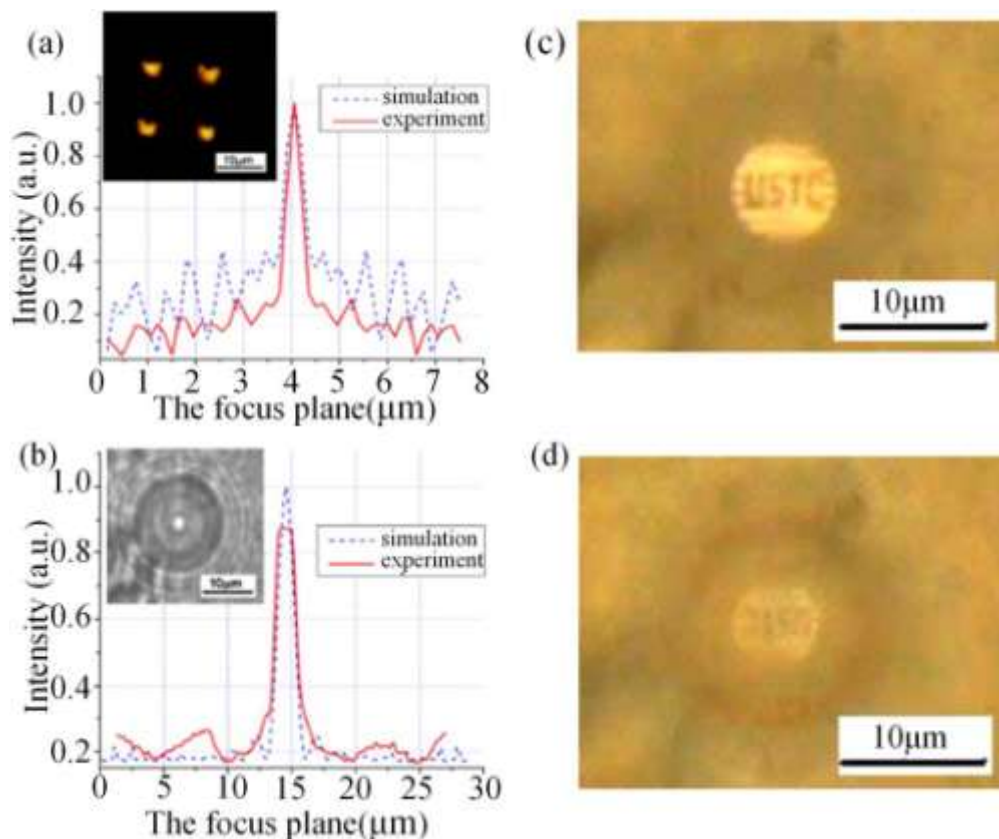 (a)
10μm
simulation
experiment
Intensity (a.u.)
1.0
0.8
0.6
0.4
0.2
0 1 2 3 4 5 6 7 8
The focus plane(μm)
(b)
10μm
simulation
experiment
Intensity (a.u.)
1.0
0.8
0.6
0.4
0.2
0 5 10 15 20 25 30
The focus plane(μm)
(c)
USTC
10μm
(d)
10μm